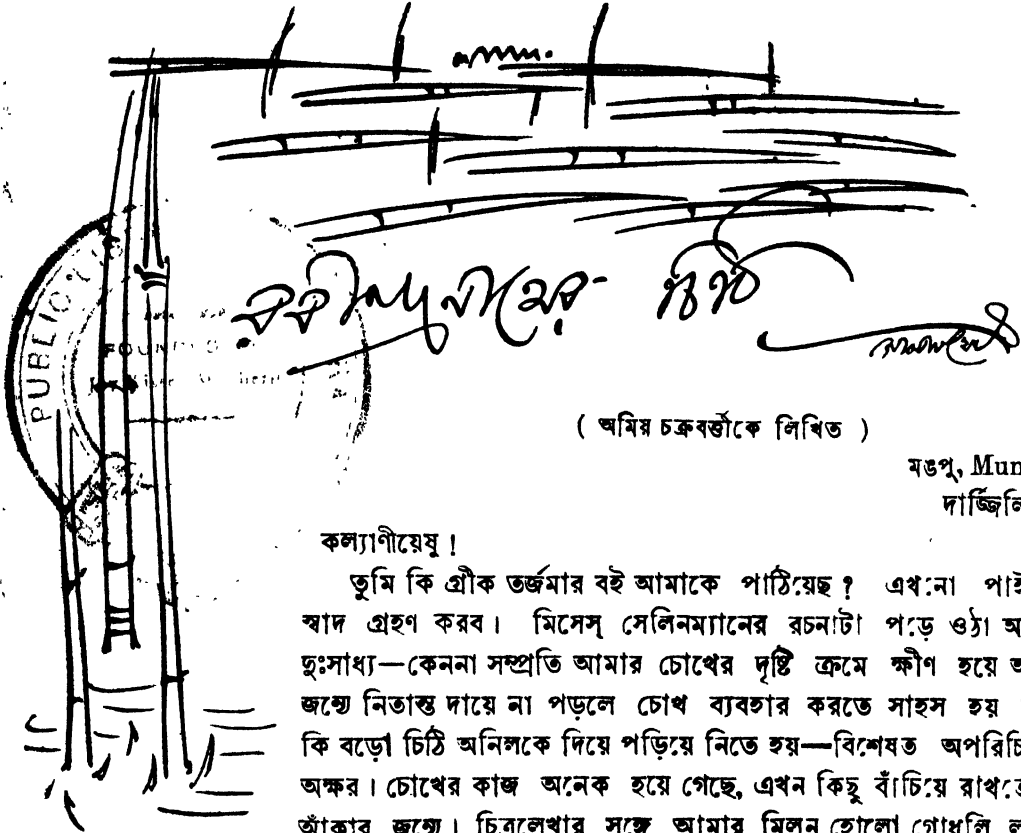 রবীন্দ্রনাথের চিঠি
PUBLIC
( অমিয় চক্রবর্ত্তীকে লিখিত )
মঙপু, Mun
দার্জ্জিলি
কল্যাণীয়েষু !
তুমি কি গ্রীক তর্জমার বই আমাকে পাঠিয়েছ ? এখনো পাই
স্বাদ গ্রহণ করব। মিসেস্ সেলিনম্যানের রচনাটা পড়ে ওঠা
দুঃসাধ্য—কেননা সম্প্রতি আমার চোখের দৃষ্টি ক্রমে ক্ষীণ হয়ে
জন্যে নিতান্ত দায়ে না পড়লে চোখ ব্যবহার করতে সাহস হয়
কি বড়ো চিঠি অনিলকে দিয়ে পড়িয়ে নিতে হয়—বিশেষত অপরিচি
অক্ষর। চোখের কাজ অনেক হয়ে গেছে, এখন কিছু বাঁচিয়ে রাখতে
আঁকার জন্যে। চিত্রলেখার সঙ্গে আমার মিলন হোলো গোধূলি